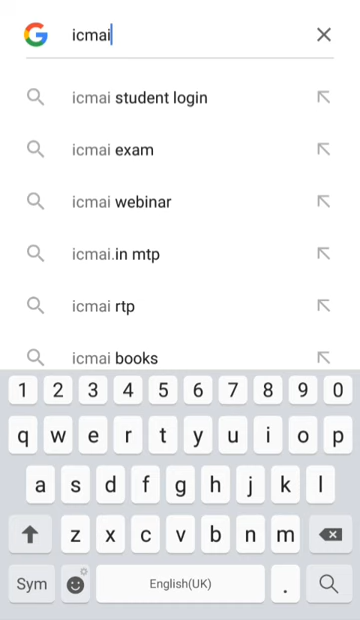 icmai
icmai student login
icmai exam
icmai webinar
icmai.in mtp
icmai rtp
icmai books
1 2 3 4 5 6 7 8 9 0
q w e r t y u i o p
a s d f g h j k l
z x c v b n m
Sym English(UK) .